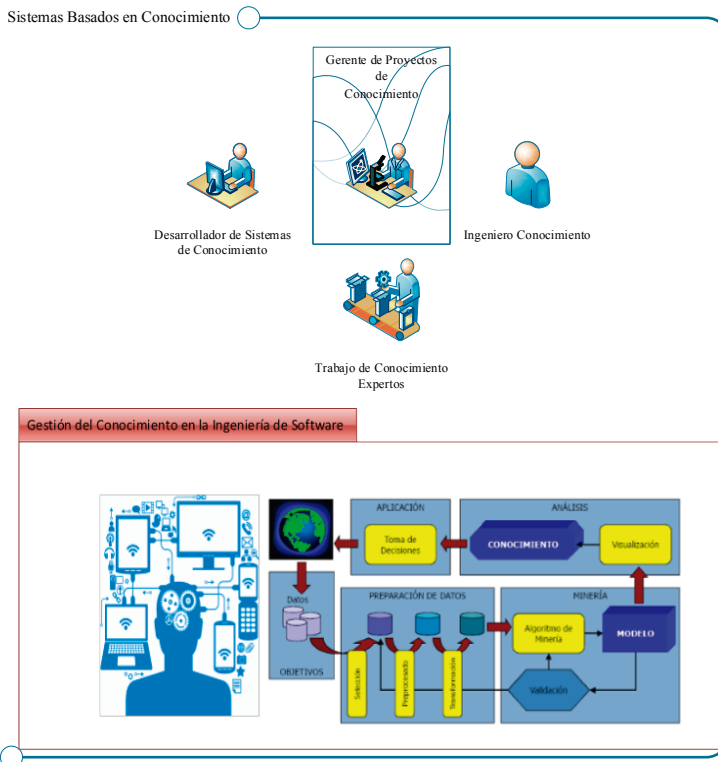 Sistemas Basados en Conocimiento
Gerente de Proyectos
de
Conocimiento
Desarrollador de Sistemas
de Conocimiento
Ingeniero Conocimiento
Trabajo de Conocimiento
Expertos
Gestión del Conocimiento en la Ingeniería de Software
APLICACIÓN
Toma de
Decisiones
ANÁLISIS
CONOCIMIENTO
Visualización
Datos
OBJETIVOS
PREPARACIÓN DE DATOS
Selección
Preprocesado
Transformación
MINERÍA
Algoritmo de
Minería
MODELO
Validación